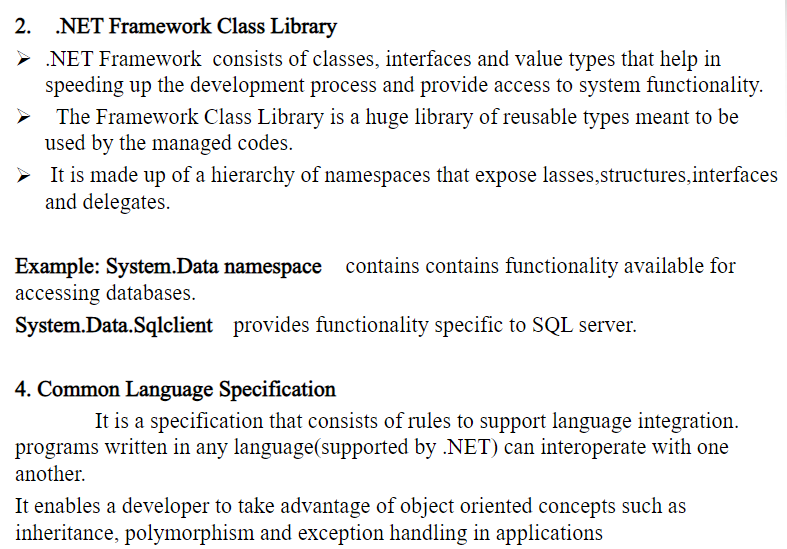 2. .NET Framework Class Library
➤ .NET Framework consists of classes, interfaces and value types that help in
speeding up the development process and provide access to system functionality.
➤ The Framework Class Library is a huge library of reusable types meant to be
used by the managed codes.
➤ It is made up of a hierarchy of namespaces that expose lasses,structures,interfaces
and delegates.
Example: System.Data namespace contains contains functionality available for
accessing databases.
System.Data.Sqlclient provides functionality specific to SQL server.
4. Common Language Specification
It is a specification that consists of rules to support language integration.
programs written in any language(supported by .NET) can interoperate with one
another.
It enables a developer to take advantage of object oriented concepts such as
inheritance, polymorphism and exception handling in applications